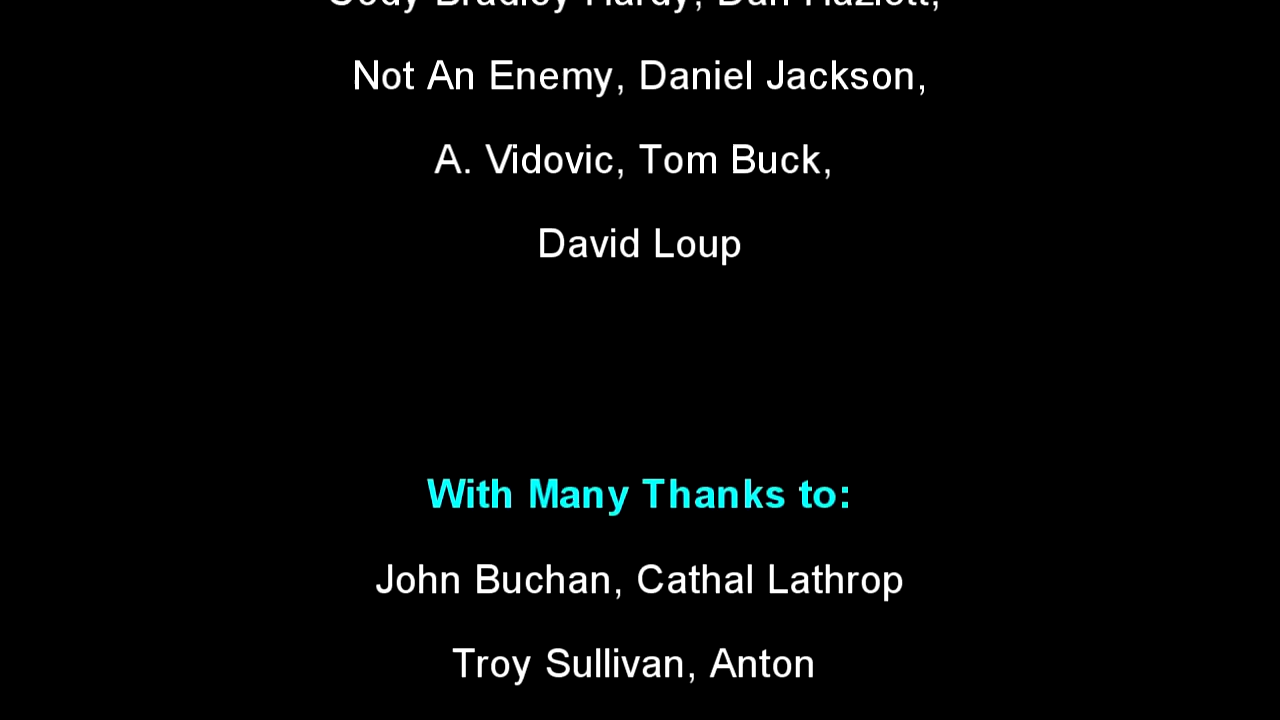 Bradley Hardy, Dan Hazlett,
Not An Enemy, Daniel Jackson,
A. Vidovic, Tom Buck,
David Loup
With Many Thanks to:
John Buchan, Cathal Lathrop
Troy Sullivan, Anton